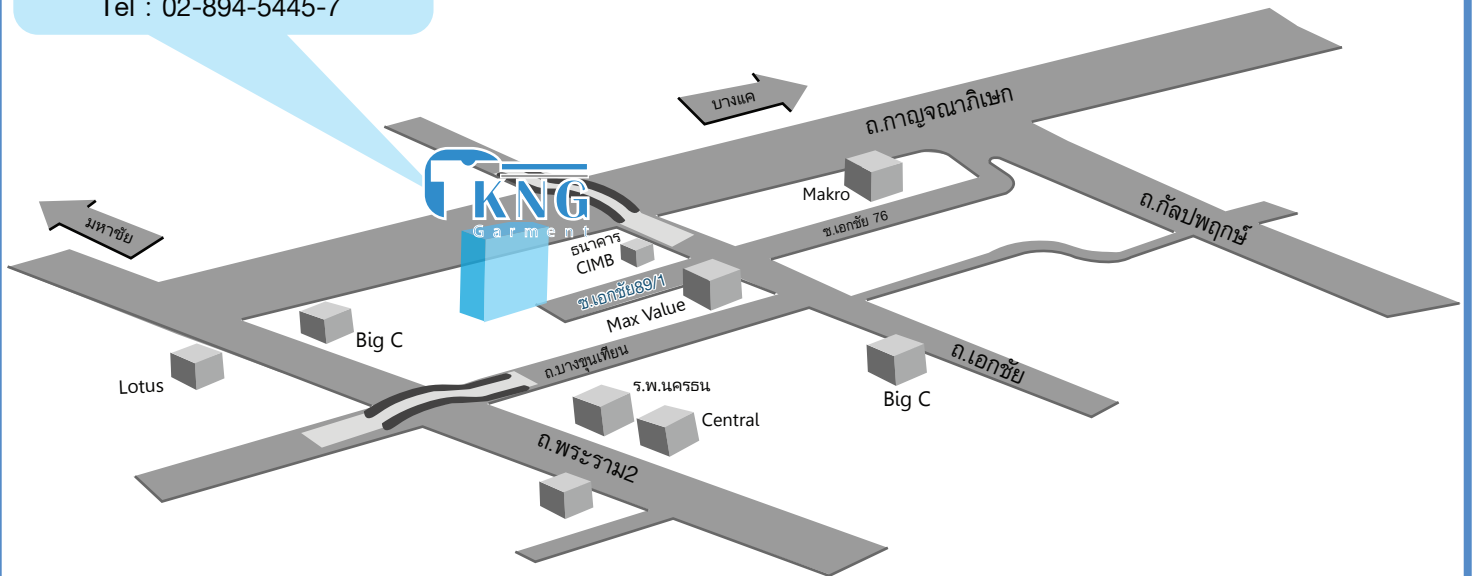 Tel : 02-894-5445-7
บางแค
ถ.กาญจนาภิเษก
Makro
ถ.กัลปพฤกษ์
มหาชัย
KNG
Garment
ซ.เอกชัย 76
ธนาคาร
CIMB
ซ.เอกชัย89/1
Max Value
Big C
ถ.บางขุนเทียน
ถ.เอกชัย
Lotus
ร.พ.นครธน
Big C
Central
ถ.พระราม2